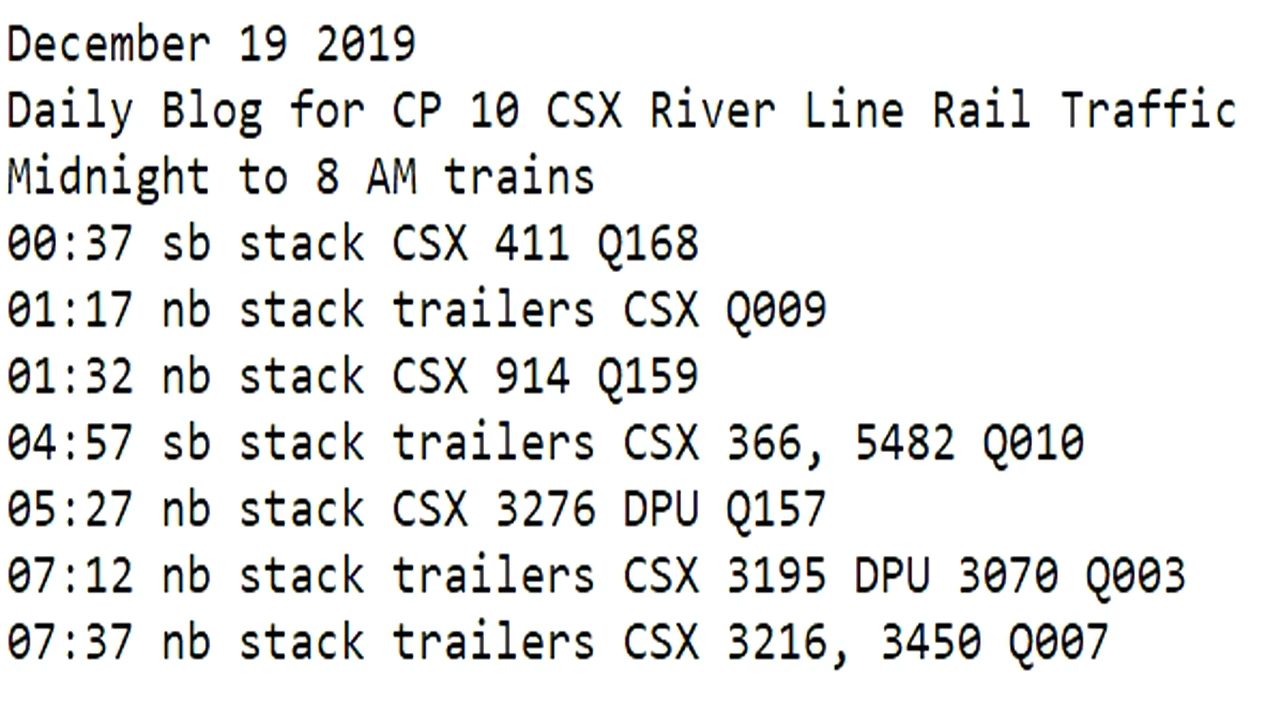 December 19 2019
Daily Blog for CP 10 CSX River Line Rail Traffic
Midnight to 8 AM trains
00:37 sb stack CSX 411 Q168
01:17 nb stack trailers CSX Q009
01:32 nb stack CSX 914 Q159
04:57 sb stack trailers CSX 366, 5482 Q010
05:27 nb stack CSX 3276 DPU Q157
07:12 nb stack trailers CSX 3195 DPU 3070 Q003
07:37 nb stack trailers CSX 3216, 3450 Q007